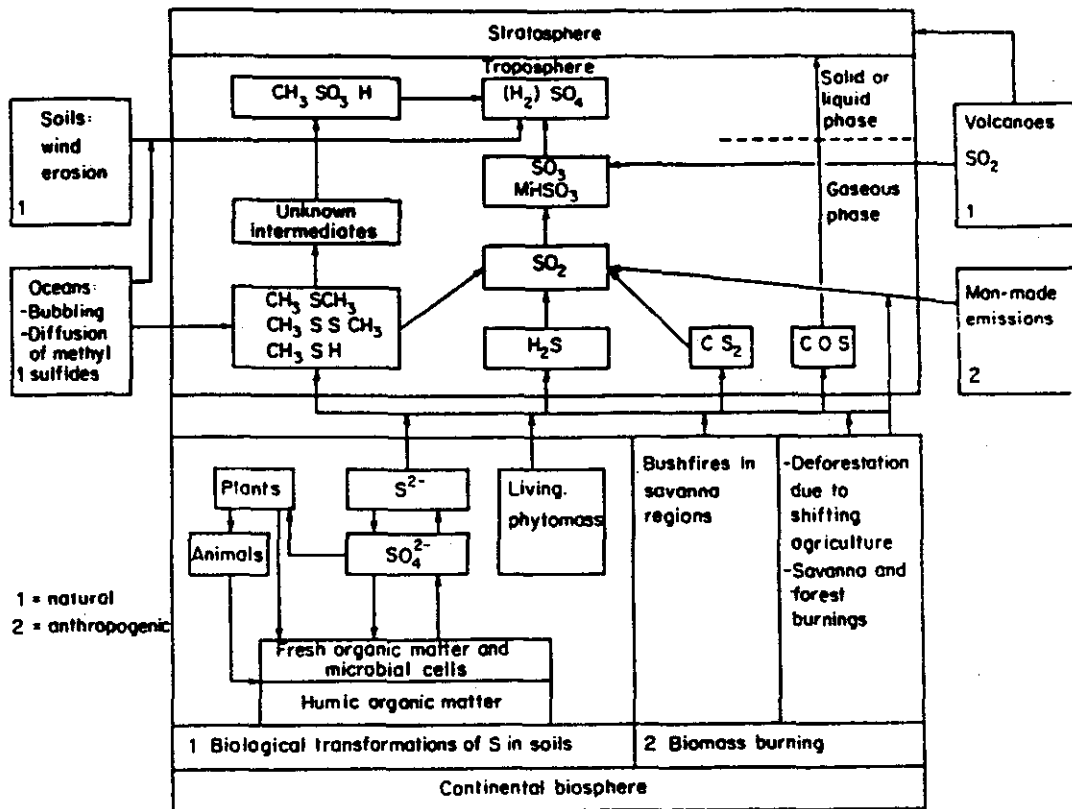 Stratosphere
Troposphere
CH₃ SO₃ H
(H₂) SO₄
Solid or
liquid
phase
Soils:
wind
erosion
1
Volcanoes
SO₂
1
SO₃
MHSO₃
Gaseous
phase
Unknown
intermediates
SO₂
Oceans:
-Bubbling
-Diffusion
of methyl
sulfides
1
CH₃ SCH₃
CH₃ S S CH₃
CH₃ S H
H₂S
C S₂
C O S
Man-made
emissions
2
Plants
Animals
S²⁻
SO₄²⁻
Living.
phytomass
Bushfires in
savanna
regions
-Deforestation
due to
shifting
agriculture
-Savanna and
forest
burnings
1 = natural
2 = anthropogenic
Fresh organic matter and
microbial cells
Humic organic matter
1 Biological transformations of S in soils
2 Biomass burning
Continental biosphere